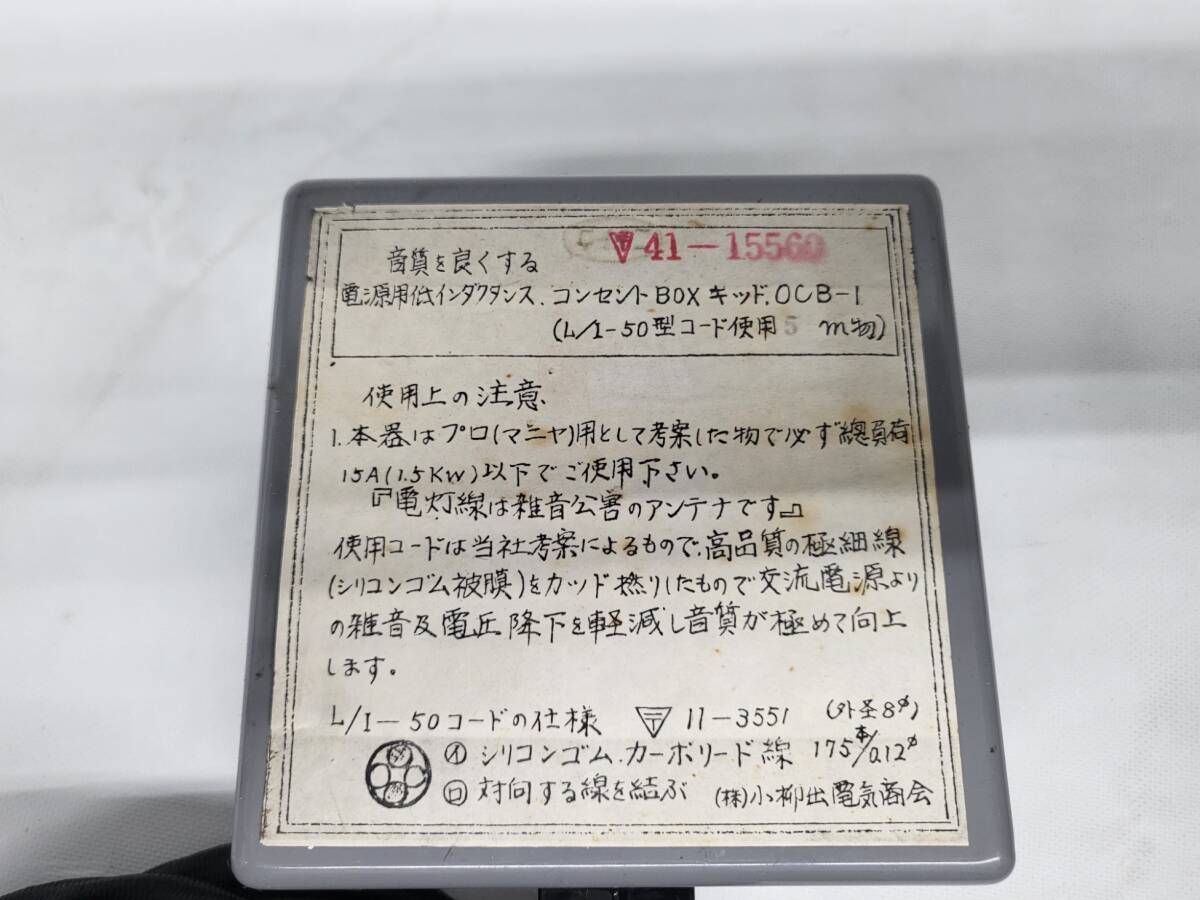 〒41-15560
音質を良くする
電源用低インダクタンス、コンセントBOXキッド、OCB-1
(L/I-50型コード使用5 m物)
使用上の注意
1. 本器はプロ(マニヤ)用として考案した物で必ず總負荷
15A(1.5KW)以下でご使用下さい。
『電灯線は雑音公害のアンテナです』
使用コードは当社考案によるもので、高品質の極細線
(シリコンゴム被膜)をカッド撚りしたもので交流電源より
の雑音及電圧降下を軽減し音質が極めて向上
します。
L/I-50コードの仕様 〒 11-3551 (外圣8φ)
イ シリコンゴム、カーボリード線 175本/0.12φ
ロ 対向する線を結ぶ (株)小柳出電気商会